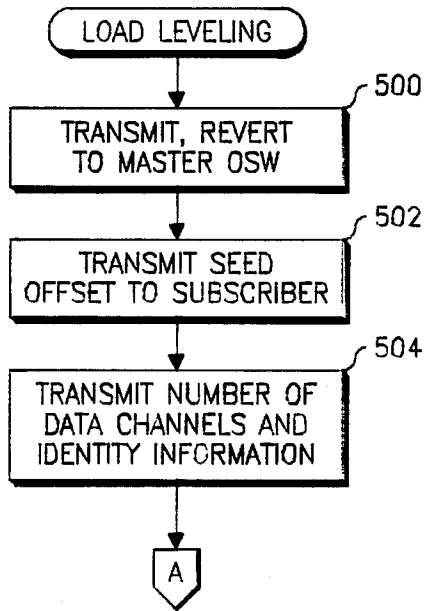 LOAD LEVELING
500
TRANSMIT, REVERT
TO MASTER OSW
502
TRANSMIT SEED
OFFSET TO SUBSCRIBER
504
TRANSMIT NUMBER OF
DATA CHANNELS AND
IDENTITY INFORMATION
A